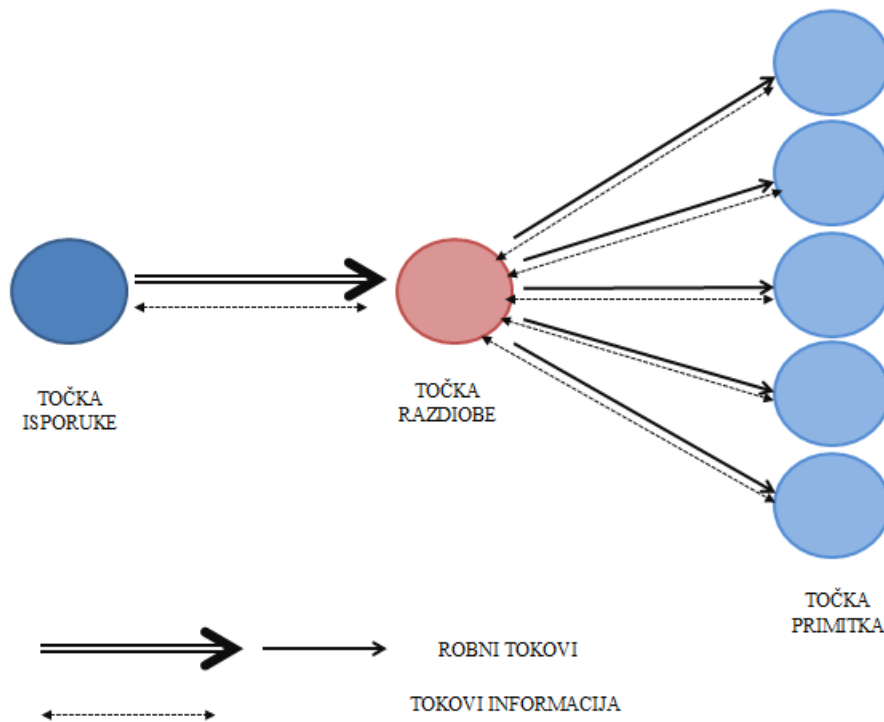 TOČKA
ISPORUKE
TOČKA
RAZDIOBE
TOČKA
PRIMITKA
ROBNI TOKOVI
TOKOVI INFORMACIJA